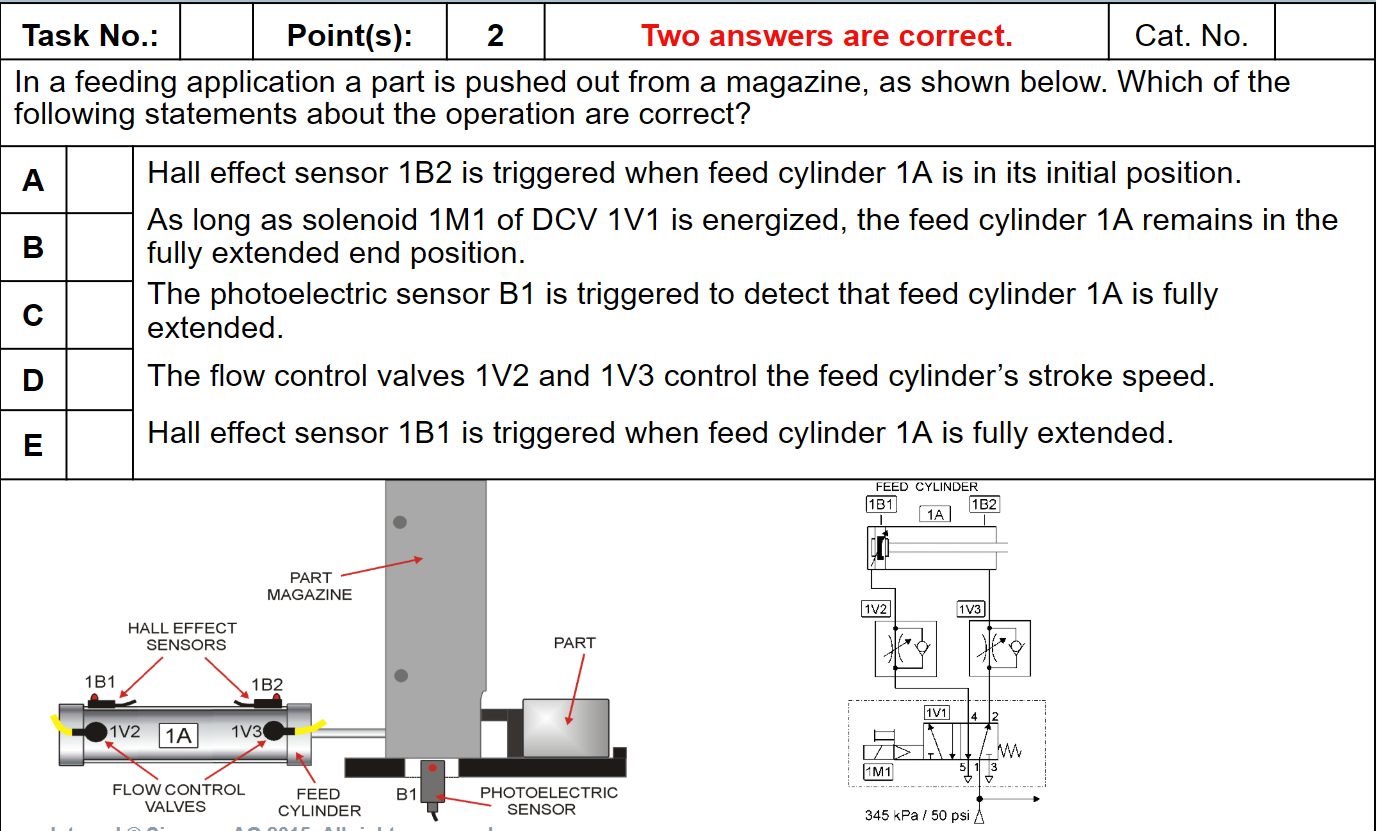 Task No.: Point(s): 2 Two answers are correct. Cat. No.
In a feeding application a part is pushed out from a magazine, as shown below. Which of the
following statements about the operation are correct?
A Hall effect sensor 1B2 is triggered when feed cylinder 1A is in its initial position.
B As long as solenoid 1M1 of DCV 1V1 is energized, the feed cylinder 1A remains in the
fully extended end position.
C The photoelectric sensor B1 is triggered to detect that feed cylinder 1A is fully
extended.
D The flow control valves 1V2 and 1V3 control the feed cylinder’s stroke speed.
E Hall effect sensor 1B1 is triggered when feed cylinder 1A is fully extended.
PART
MAGAZINE
HALL EFFECT
SENSORS
PART
1B1
1B2
1V2
1A
1V3
FLOW CONTROL
VALVES
FEED
CYLINDER
B1
PHOTOELECTRIC
SENSOR
FEED CYLINDER
1B1
1A
1B2
1V2
1V3
1V1
4 2
1M1
5 1 3
345 kPa / 50 psi